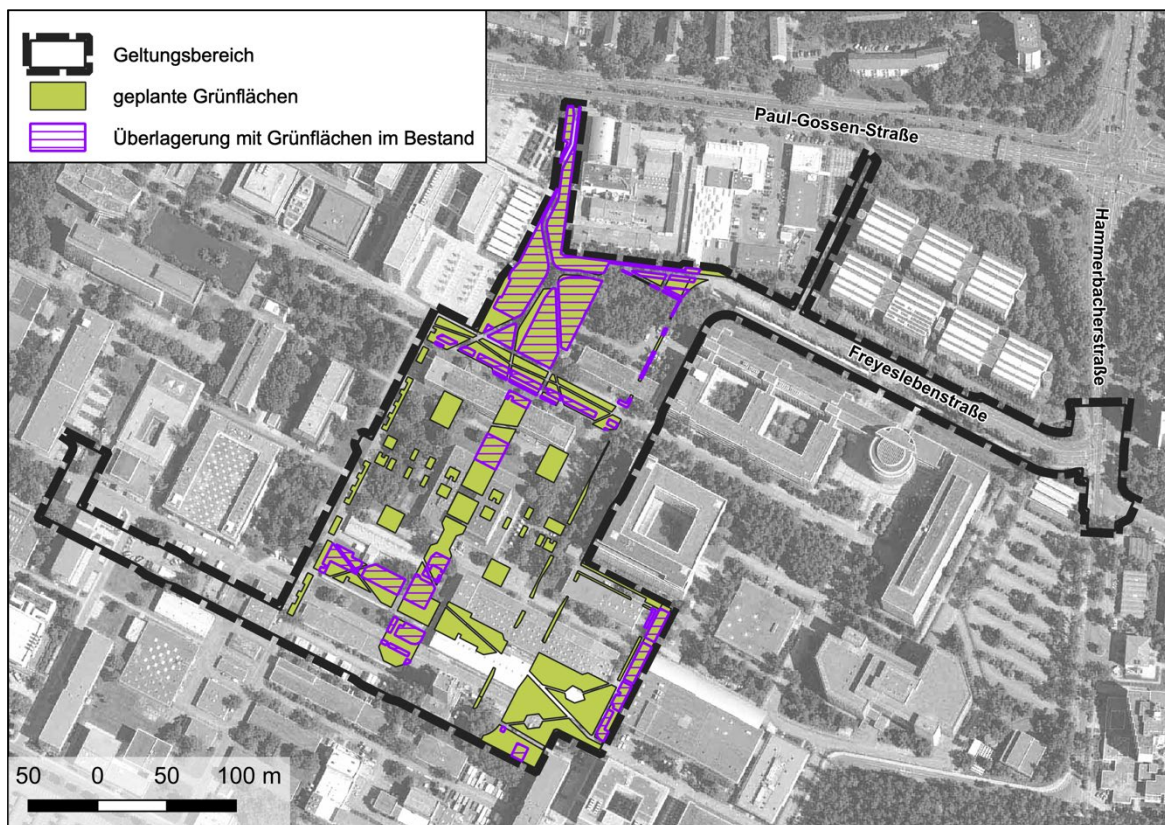 Geltungsbereich
geplante Grünflächen
Überlagerung mit Grünflächen im Bestand
Paul-Gossen-Straße
Hammerbacherstraße
Freyeslebenstraße
50 0 50 100 m